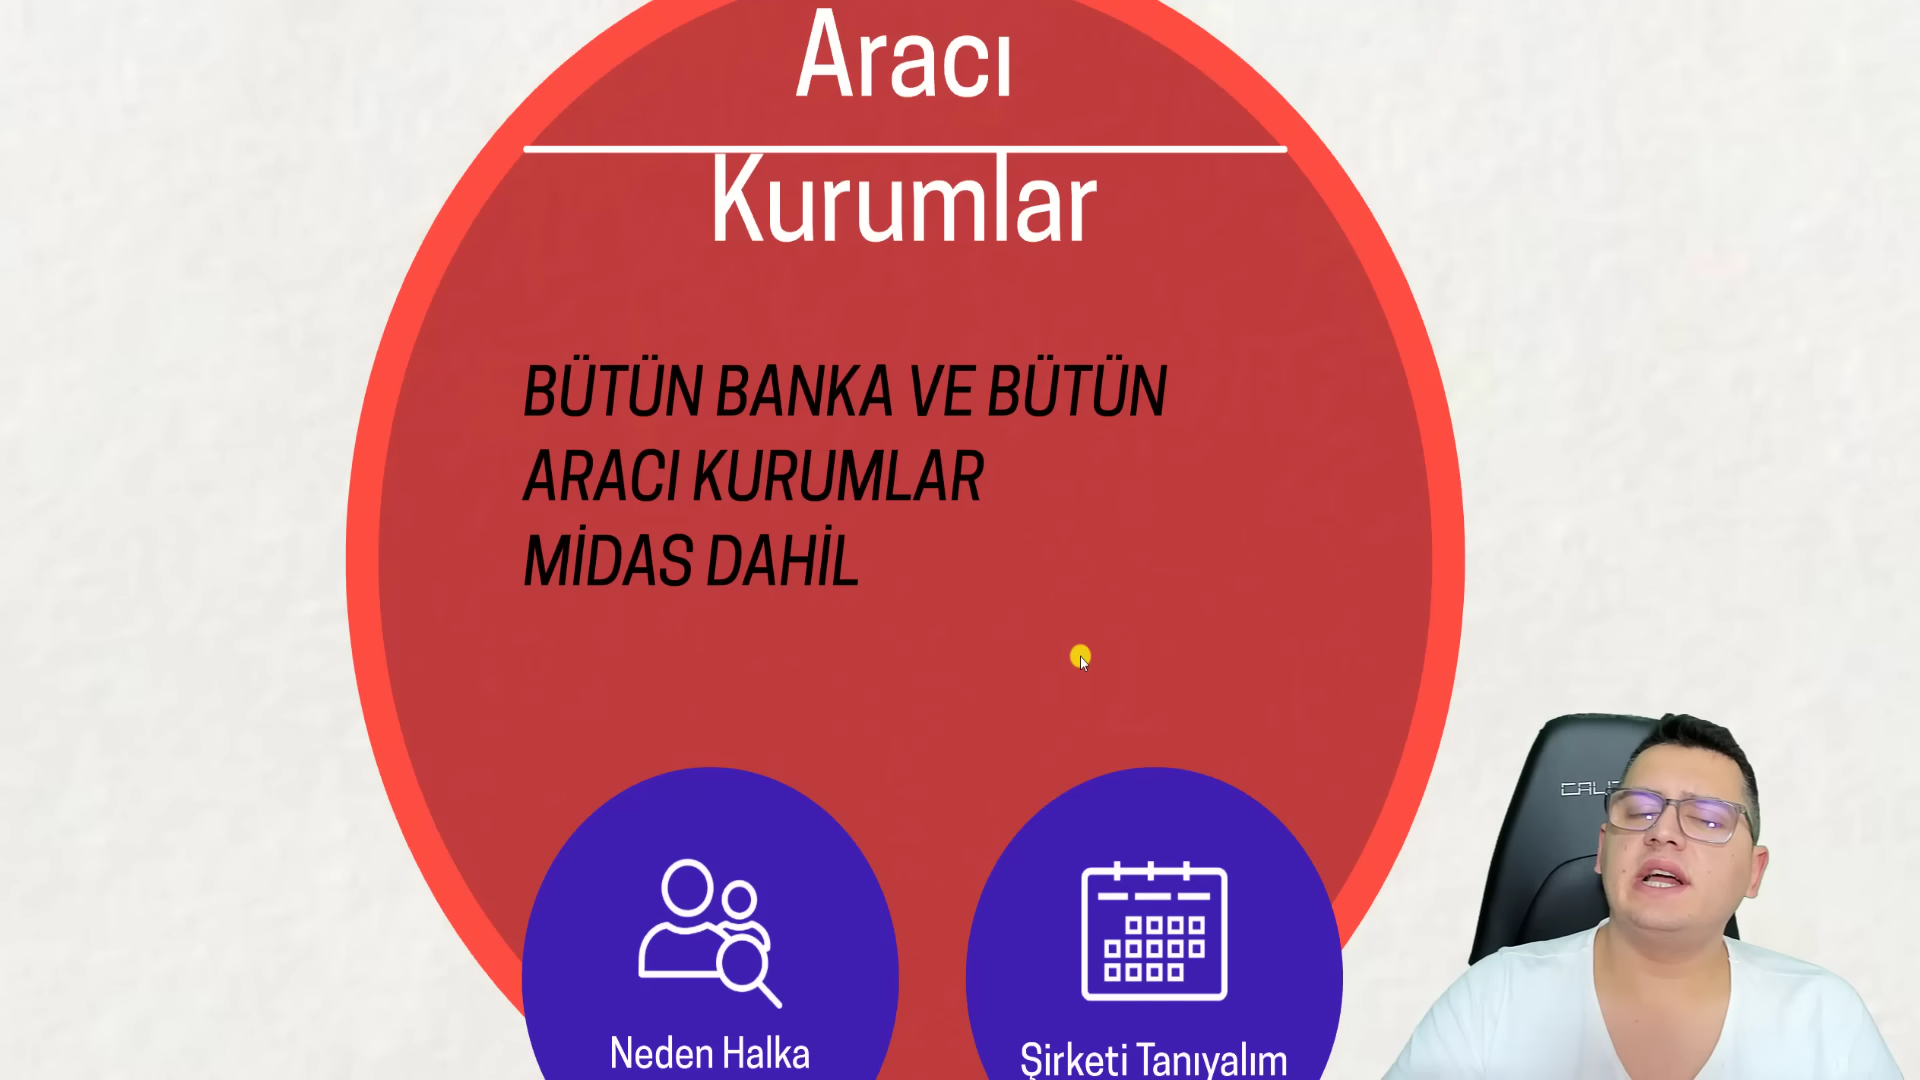 Aracı
Kurumlar
BÜTÜN BANKA VE BÜTÜN
ARACI KURUMLAR
MİDAS DAHİL
Neden Halka
Şirketi Tanıyalım